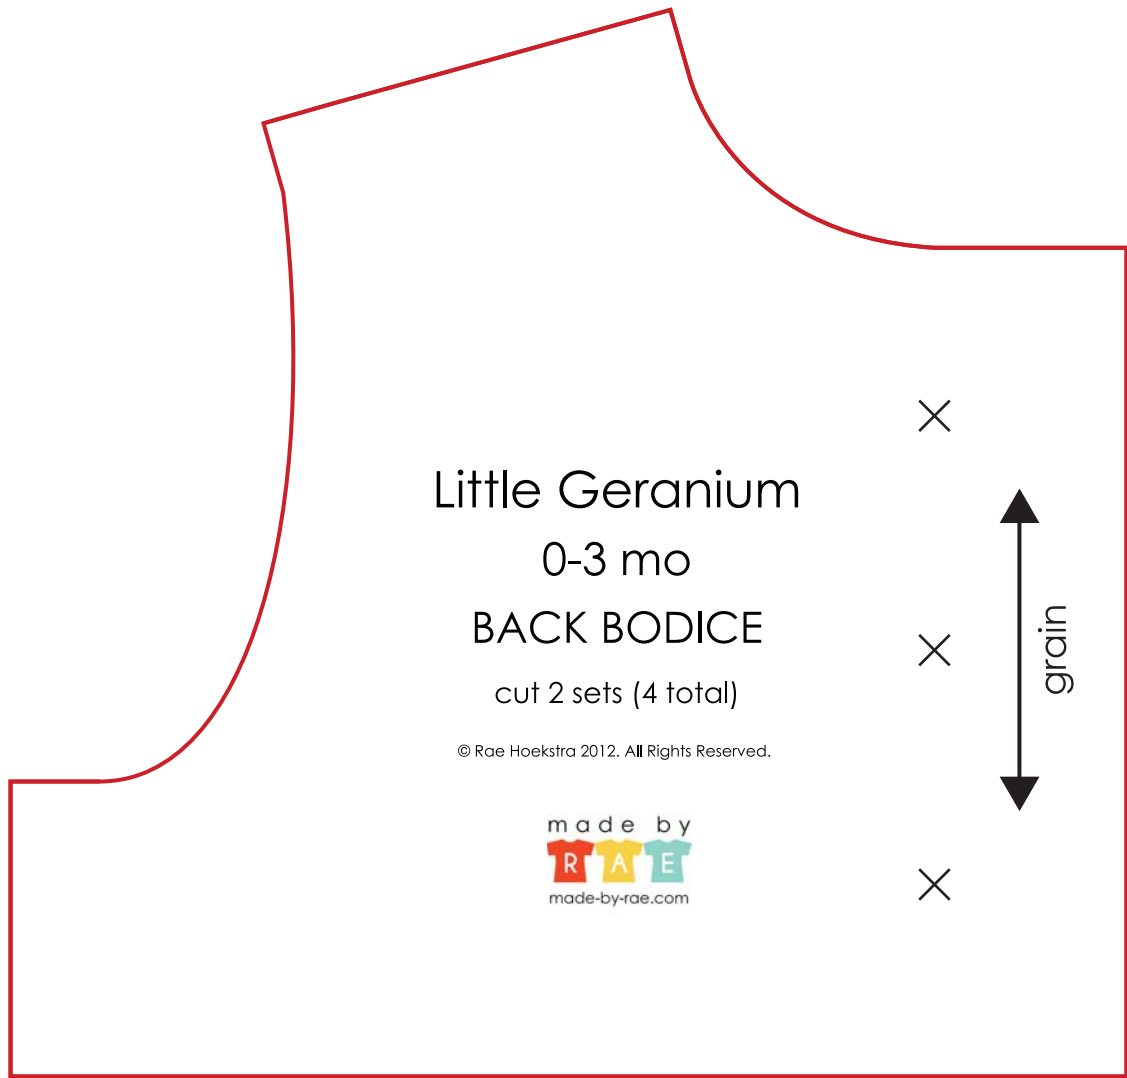 Little Geranium
0-3 mo
BACK BODICE
cut 2 sets (4 total)
© Rae Hoekstra 2012. All Rights Reserved.
made by
RAE
made-by-rae.com
grain